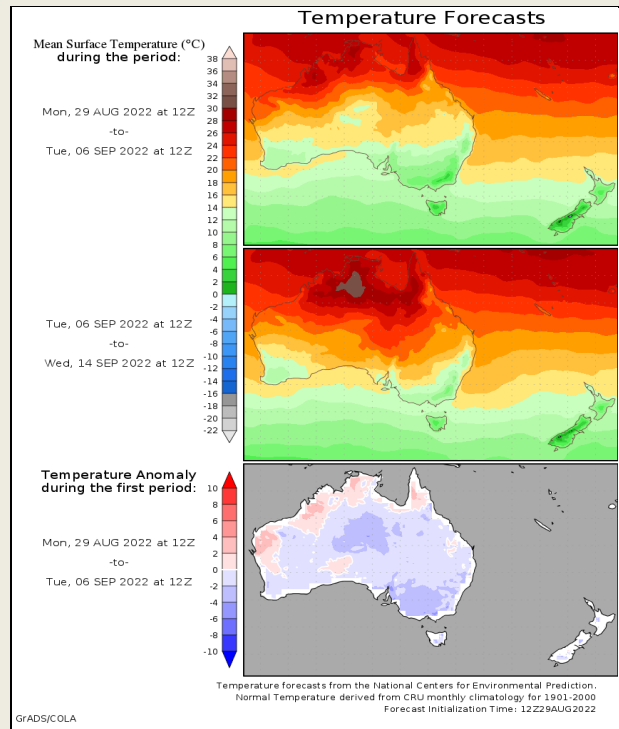 Temperature Forecasts
Mean Surface Temperature (°C)
during the period:
38
36
34
32
30
28
26
24
22
20
18
16
14
12
10
8
6
4
2
0
-2
-4
-6
-8
-10
-12
-14
-16
-18
-20
-22
Mon, 29 AUG 2022 at 12Z
-to-
Tue, 06 SEP 2022 at 12Z
Tue, 06 SEP 2022 at 12Z
-to-
Wed, 14 SEP 2022 at 12Z
Temperature Anomaly
during the first period:
10
8
6
4
2
0
-2
-4
-6
-8
-10
Mon, 29 AUG 2022 at 12Z
-to-
Tue, 06 SEP 2022 at 12Z
Temperature forecasts from the National Centers for Environmental Prediction.
Normal Temperature derived from CRU monthly climatology for 1901-2000
Forecast Initialization Time: 12Z29AUG2022
GrADS/COLA